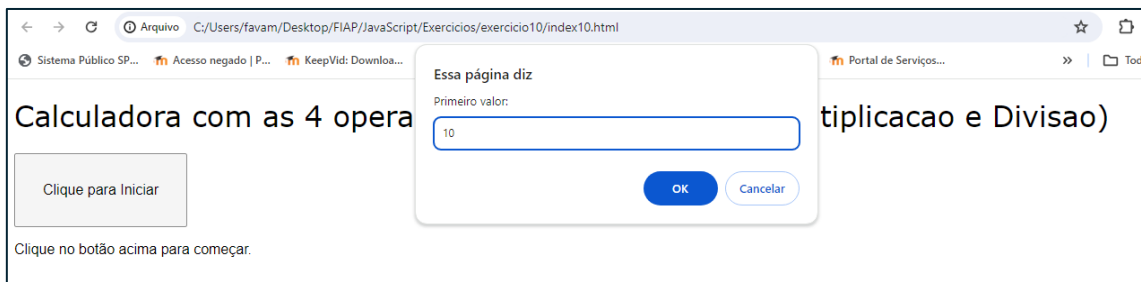 Arquivo C:/Users/favam/Desktop/FIAP/JavaScript/Exercicios/exercicio10/index10.html
Sistema Público SP... Acesso negado | P... KeepVid: Downloa... Portal de Serviços... » Tod
Essa página diz
Primeiro valor:
10
OK Cancelar
Calculadora com as 4 opera tiplicacao e Divisao)
Clique para Iniciar
Clique no botão acima para começar.